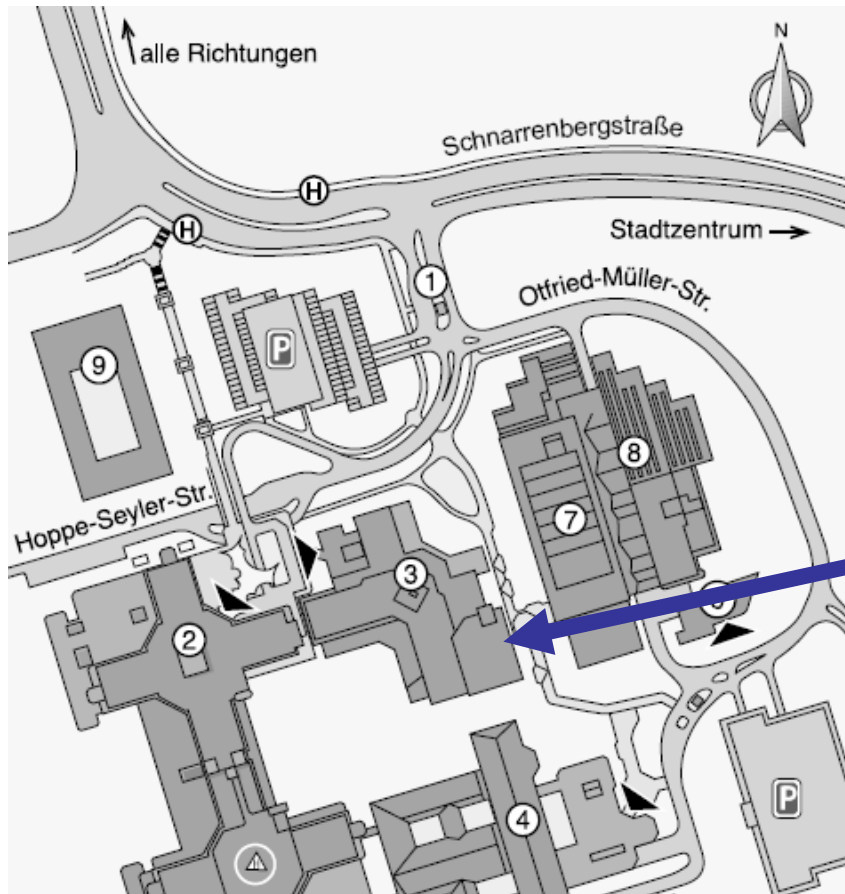 alle Richtungen
N
Schnarrenbergstraße
H
H
Stadtzentrum
1
Otfried-Müller-Str.
P
9
8
Hoppe-Seyler-Str.
7
3
2
4
P